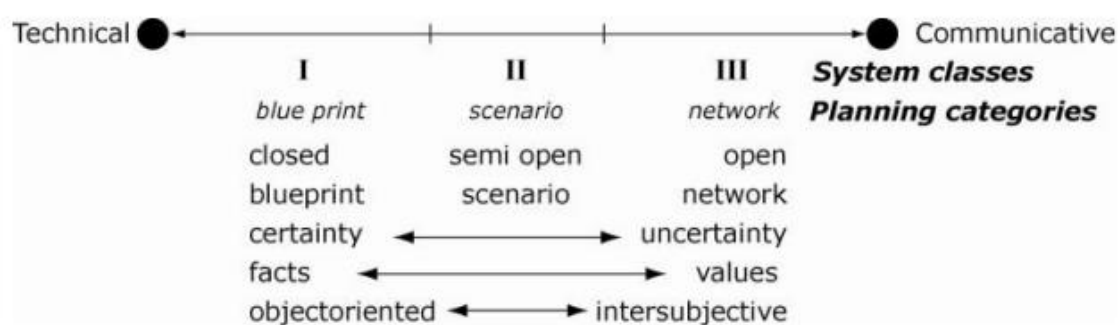 Technical Communicative
I II III System classes
blue print scenario network Planning categories
closed semi open open
blueprint scenario network
certainty uncertainty
facts values
objectoriented intersubjective